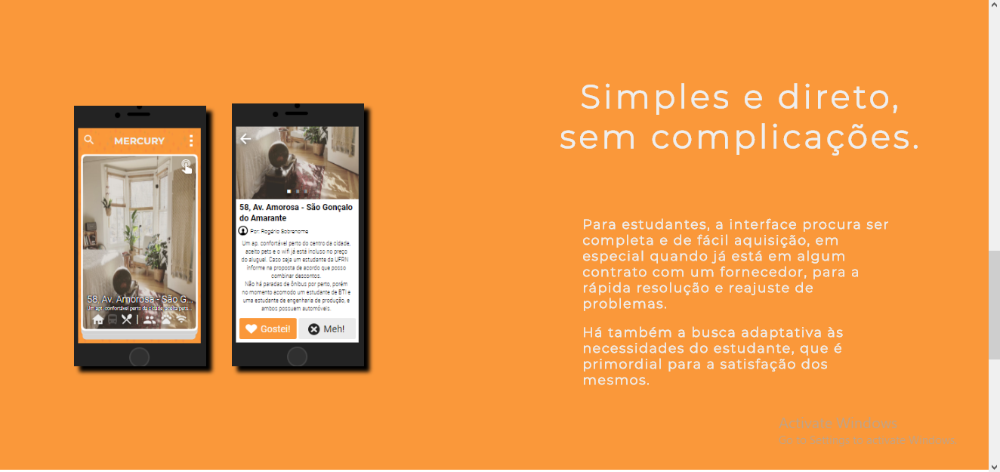 MERCURY
58, Av. Amorosa - São G...
Um apt. confortável perto da cidade, aceita pets...
58, Av. Amorosa - São Gonçalo
do Amarante
Por: Rogério Sobrenome
Um ap. confortável perto do centro da cidade,
aceito pets e o wifi já está incluso no preço
do aluguel. Caso seja um estudante da UFRN
informe na proposta de acordo que posso
combinar descontos.
Não há paradas de ônibus por perto, porém
no momento acomodo um estudante de BTI e
uma estudante de engenharia de produção, e
ambos possuem automóveis.
Gostei!
Meh!
Simples e direto,
sem complicações.
Para estudantes, a interface procura ser
completa e de fácil aquisição, em
especial quando já está em algum
contrato com um fornecedor, para a
rápida resolução e reajuste de
problemas.
Há também a busca adaptativa às
necessidades do estudante, que é
primordial para a satisfação dos
mesmos.
Activate Windows
Go to Settings to activate Windows.